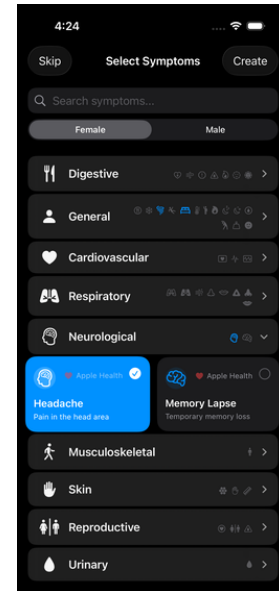 4:24
Skip Select Symptoms Create
Search symptoms...
Female Male
Digestive
General
Cardiovascular
Respiratory
Neurological
Apple Health Apple Health
Headache Memory Lapse
Pain in the head area Temporary memory loss
Musculoskeletal
Skin
Reproductive
Urinary